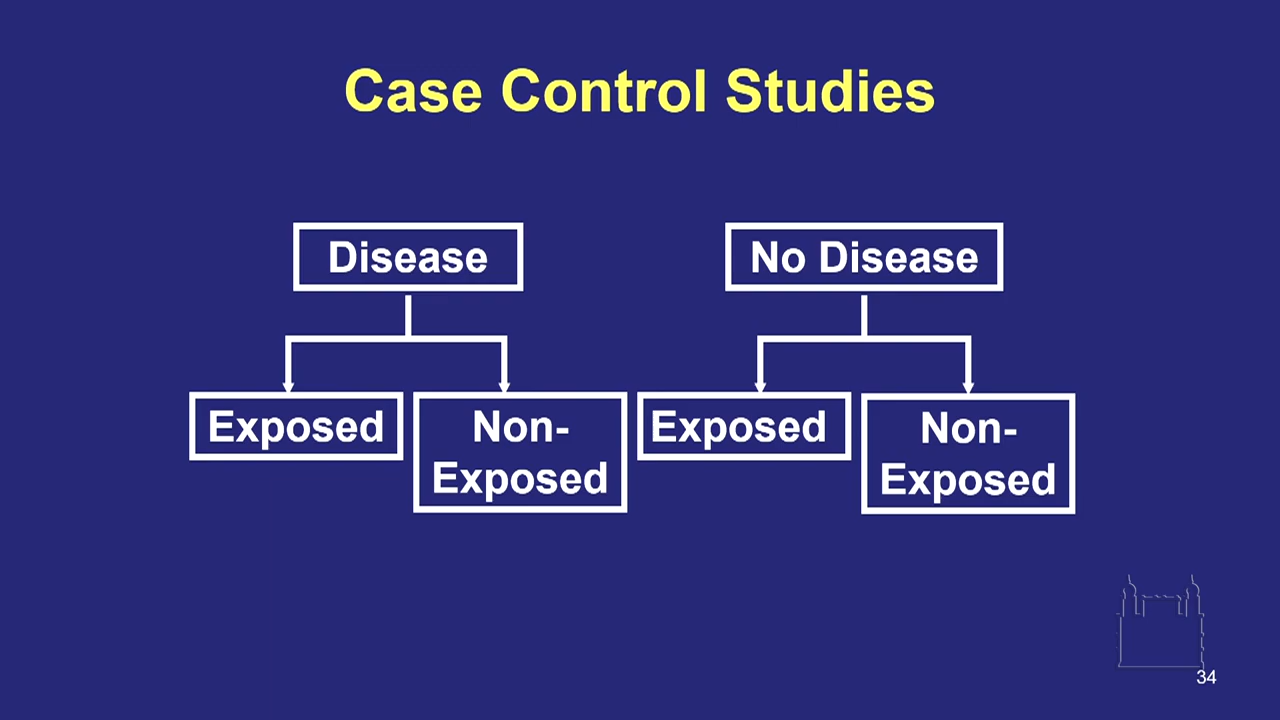 Case Control Studies
Disease
No Disease
Exposed
Non-
Exposed
Exposed
Non-
Exposed
34